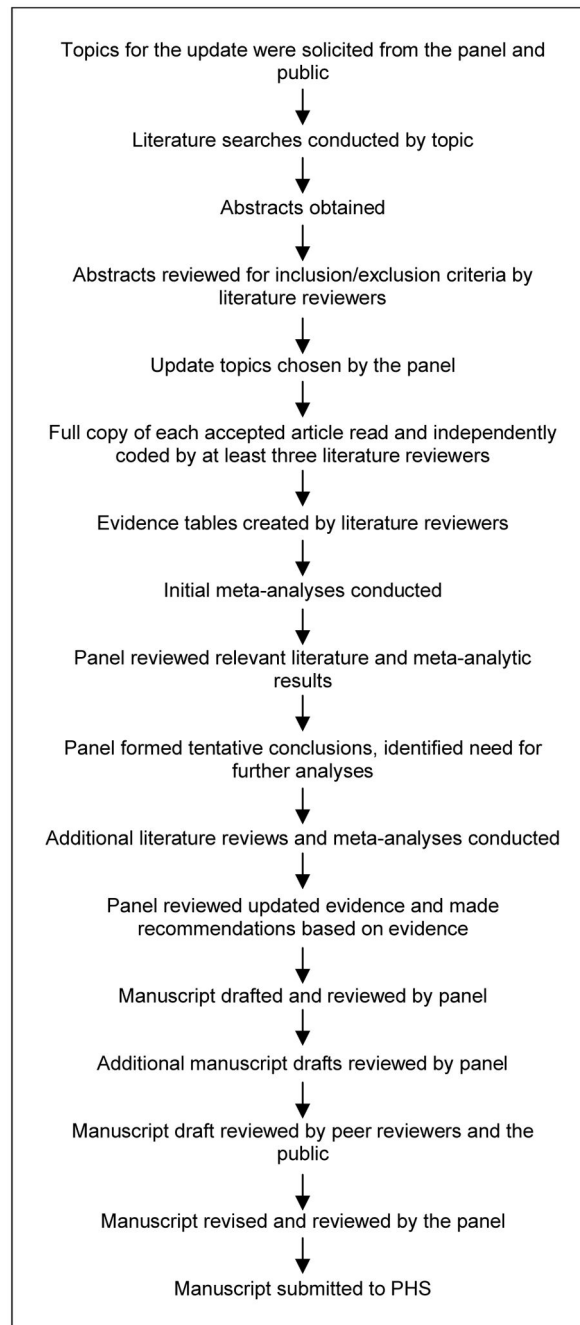 Topics for the update were solicited from the panel and
public
Literature searches conducted by topic
Abstracts obtained
Abstracts reviewed for inclusion/exclusion criteria by
literature reviewers
Update topics chosen by the panel
Full copy of each accepted article read and independently
coded by at least three literature reviewers
Evidence tables created by literature reviewers
Initial meta-analyses conducted
Panel reviewed relevant literature and meta-analytic
results
Panel formed tentative conclusions, identified need for
further analyses
Additional literature reviews and meta-analyses conducted
Panel reviewed updated evidence and made
recommendations based on evidence
Manuscript drafted and reviewed by panel
Additional manuscript drafts reviewed by panel
Manuscript draft reviewed by peer reviewers and the
public
Manuscript revised and reviewed by the panel
Manuscript submitted to PHS